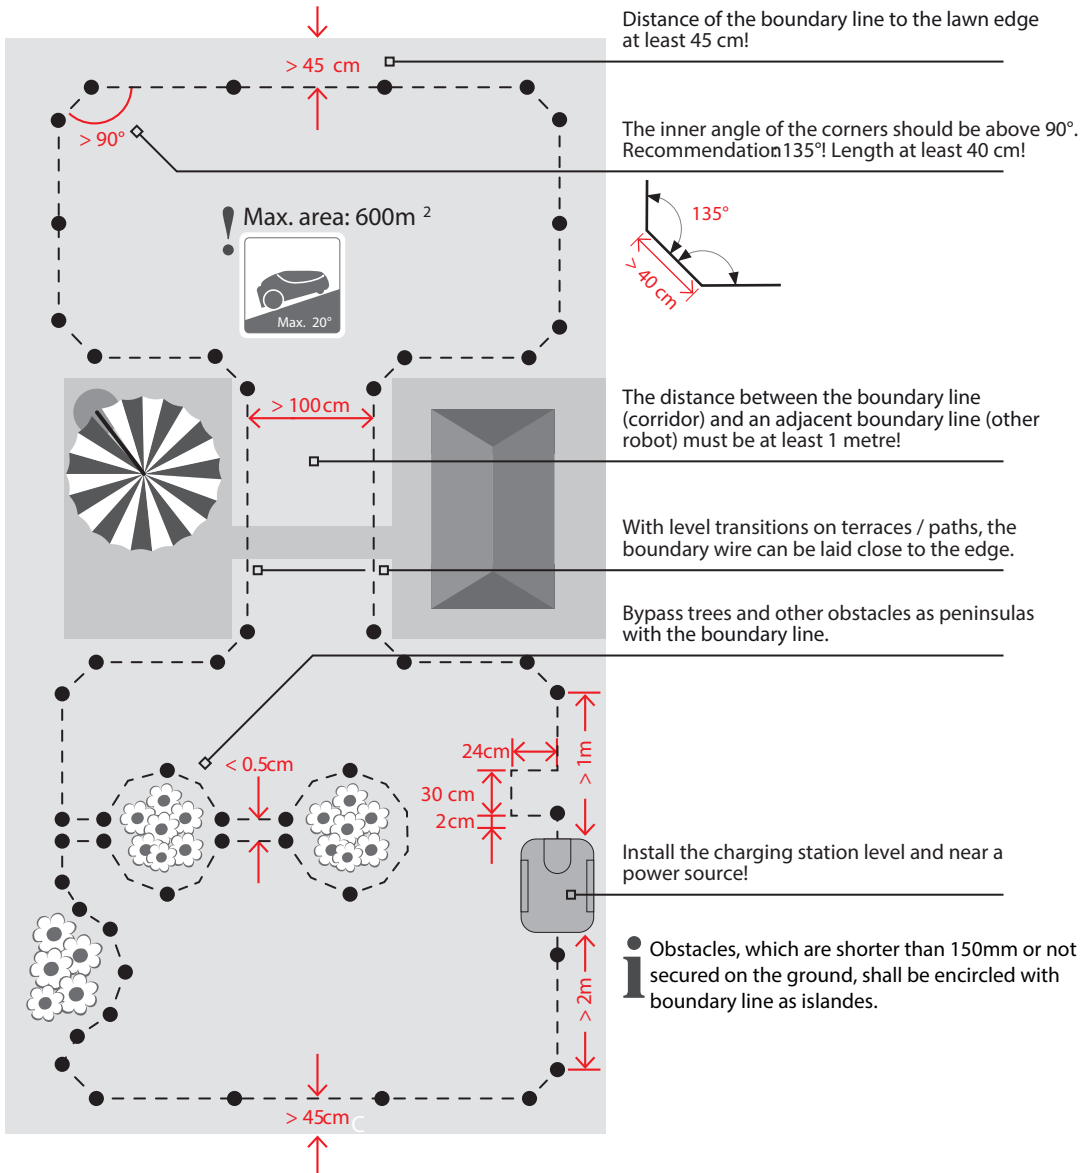 Distance of the boundary line to the lawn edge
at least 45 cm!
> 45 cm
> 90°
The inner angle of the corners should be above 90°.
Recommendation:135°! Length at least 40 cm!
135°
> 40 cm
! Max. area: 600m 2
Max. 20°
The distance between the boundary line
(corridor) and an adjacent boundary line (other
robot) must be at least 1 metre!
> 100cm
With level transitions on terraces / paths, the
boundary wire can be laid close to the edge.
Bypass trees and other obstacles as peninsulas
with the boundary line.
24cm
> 1m
< 0.5cm
30 cm
2cm
Install the charging station level and near a
power source!
i Obstacles, which are shorter than 150mm or not
secured on the ground, shall be encircled with
boundary line as islandes.
> 2m
> 45cm C